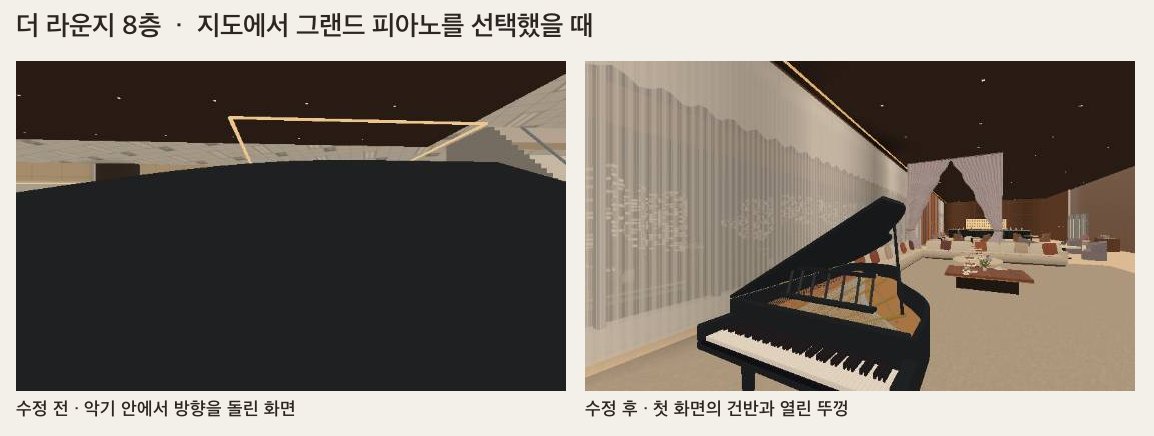 더 라운지 8층 · 지도에서 그랜드 피아노를 선택했을 때
수정 전 · 악기 안에서 방향을 돌린 화면
수정 후 · 첫 화면의 건반과 열린 뚜껑